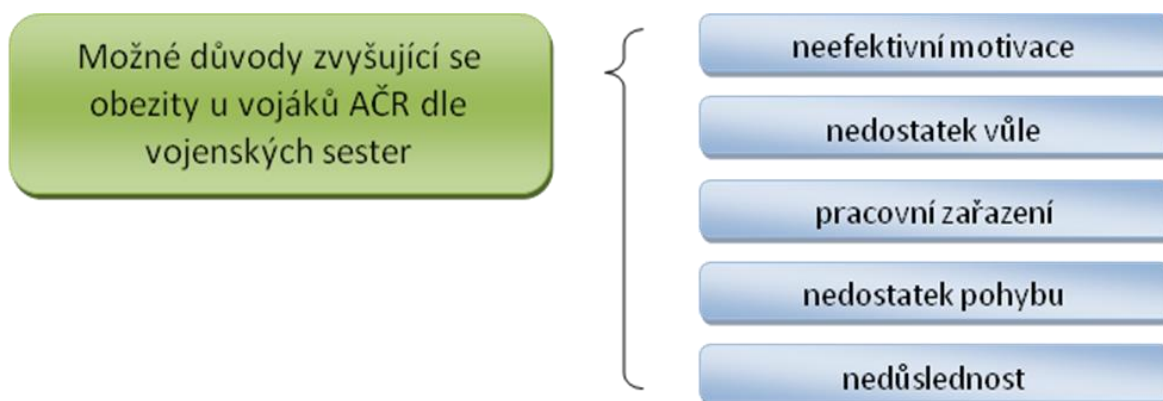 Možné důvody zvyšující se
obezity u vojáků AČR dle
vojenských sester
neefektivní motivace
nedostatek vůle
pracovní zařazení
nedostatek pohybu
nedůslednost